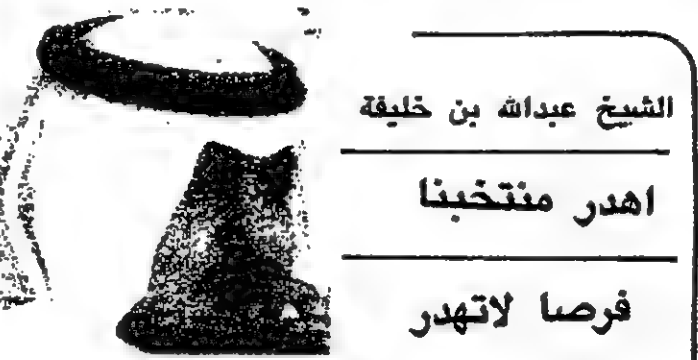 الشيخ عبدالله بن خليفة
اهدر منتخبنا
فرصا لاتهدر